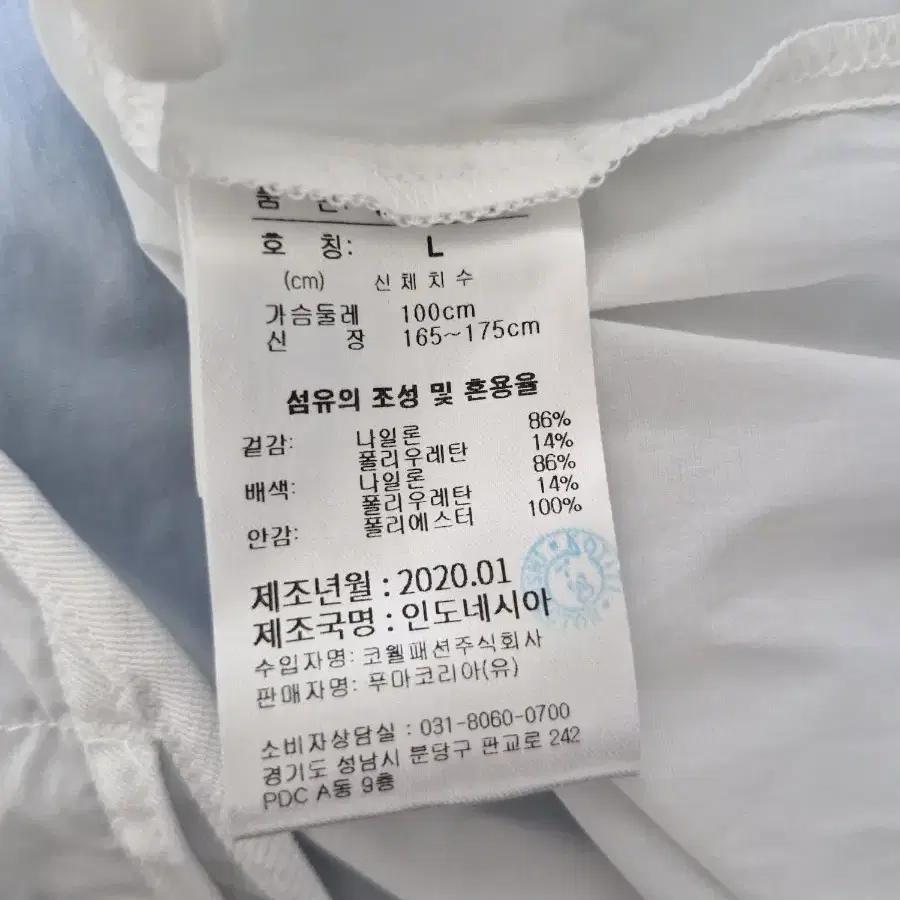 호 칭: L
(cm) 신체치수
가슴둘레 100cm
신 장 165~175cm
섬유의 조성 및 혼용율
겉감: 나일론 86%
폴리우레탄 14%
배색: 나일론 86%
폴리우레탄 14%
안감: 폴리에스터 100%
제조년월 : 2020.01
제조국명 : 인도네시아
수입자명: 코웰패션주식회사
판매자명: 푸마코리아(유)
소비자상담실 : 031-8060-0700
경기도 성남시 분당구 판교로 242
PDC A동 9층